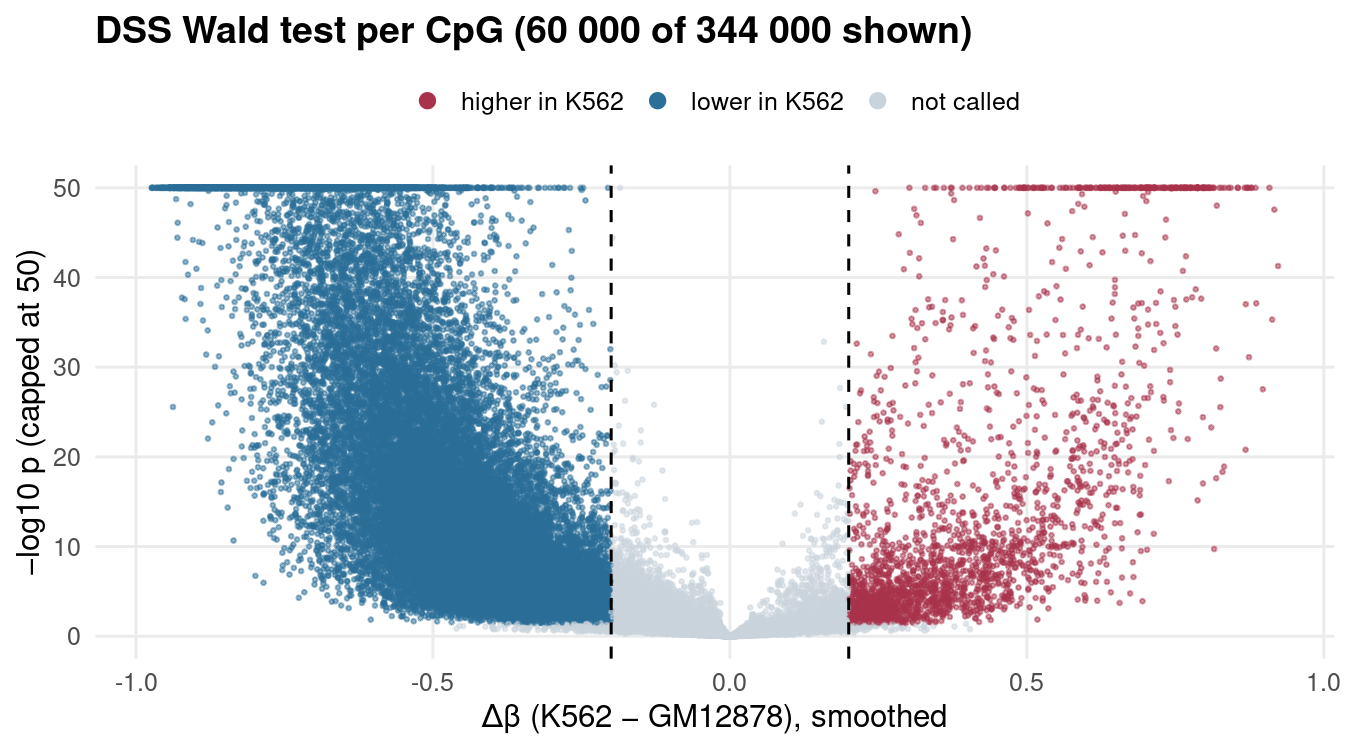 DSS Wald test per CpG (60 000 of 344 000 shown)
higher in K562 lower in K562 not called
−log10 p (capped at 50)
50
40
30
20
10
0
-1.0 -0.5 0.0 0.5 1.0
Δβ (K562 − GM12878), smoothed